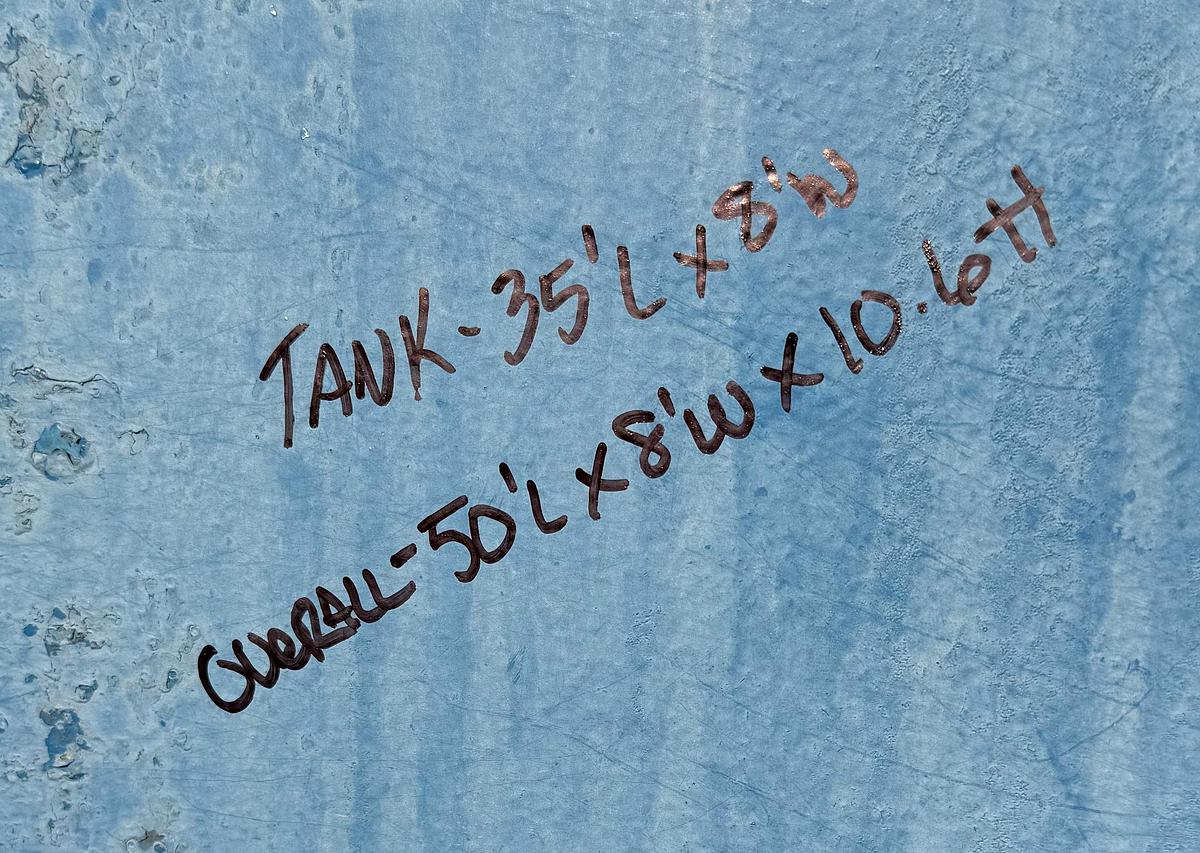 TANK-35'L x 8'W
OVERALL-50'L x 8'W x 10.6H